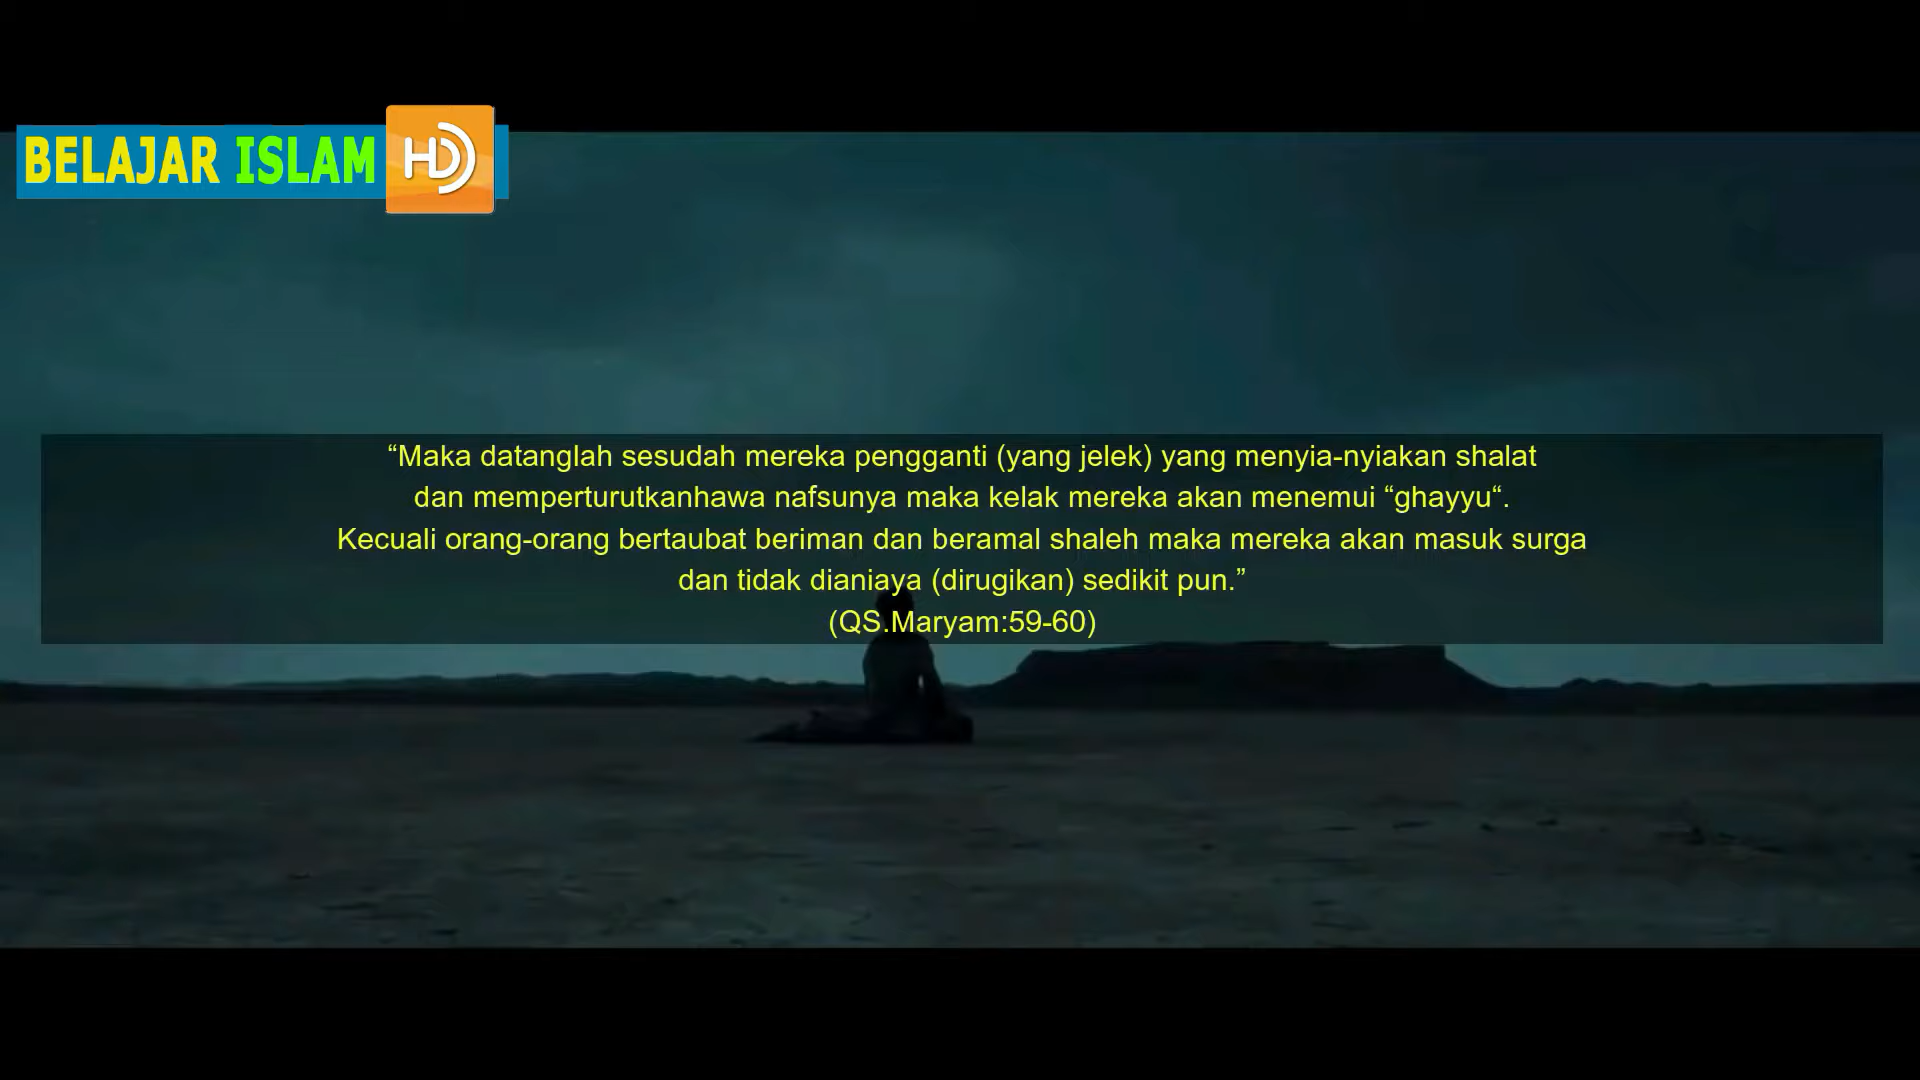 BELAJAR ISLAM HD
“Maka datanglah sesudah mereka pengganti (yang jelek) yang menyia-nyiakan shalat
dan memperturutkanhawa nafsunya maka kelak mereka akan menemui “ghayyu“.
Kecuali orang-orang bertaubat beriman dan beramal shaleh maka mereka akan masuk surga
dan tidak dianiaya (dirugikan) sedikit pun.”
(QS.Maryam:59-60)